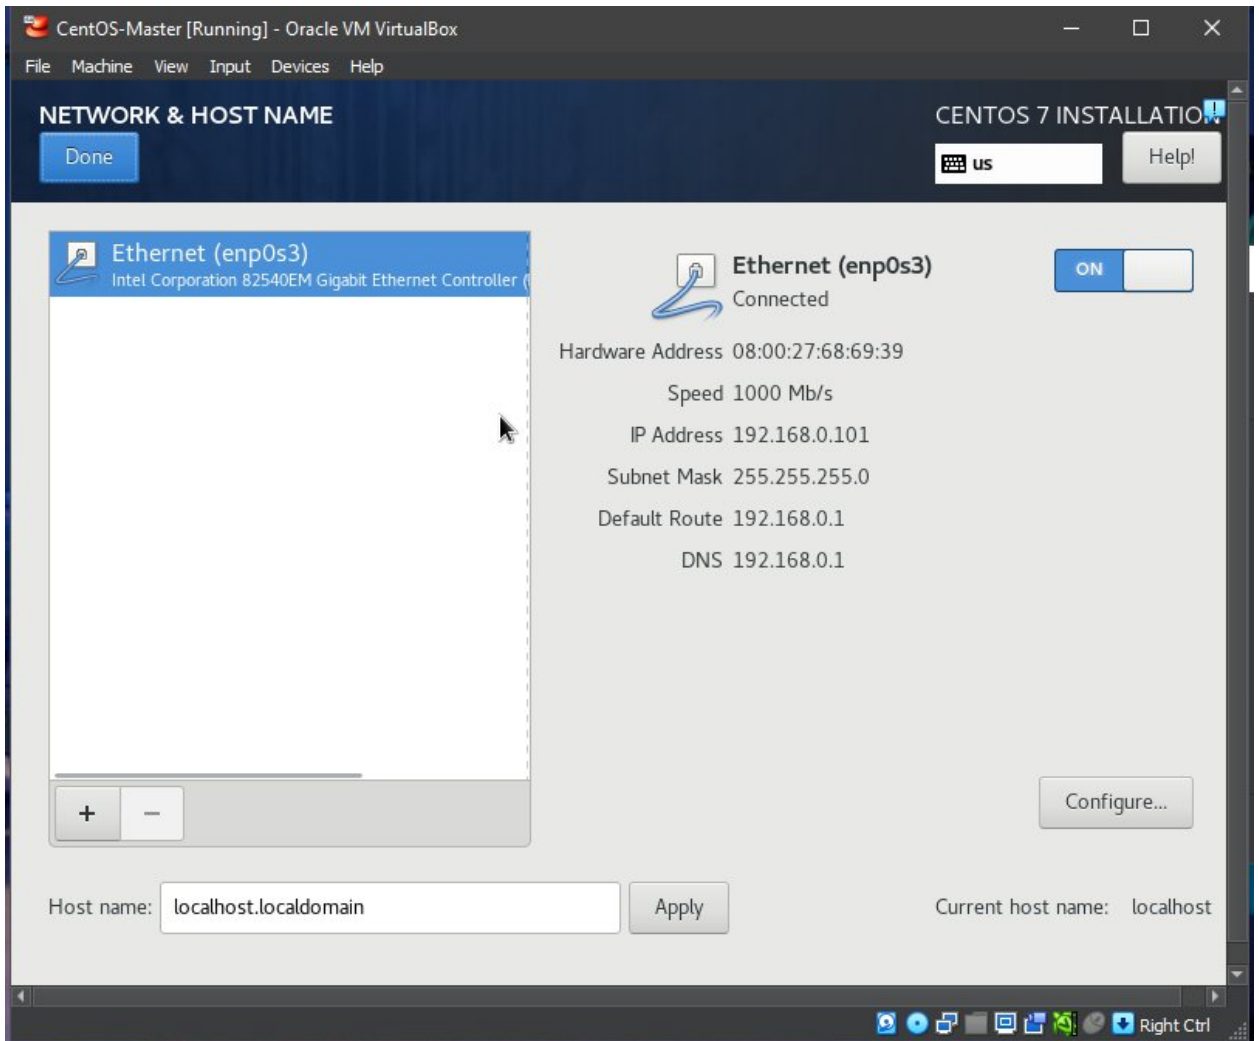 CentOS-Master [Running] - Oracle VM VirtualBox
File Machine View Input Devices Help
NETWORK & HOST NAME
CENTOS 7 INSTALLATIO
Done
us
Help!
Ethernet (enp0s3)
Intel Corporation 82540EM Gigabit Ethernet Controller (
Ethernet (enp0s3)
Connected
ON
Hardware Address 08:00:27:68:69:39
Speed 1000 Mb/s
IP Address 192.168.0.101
Subnet Mask 255.255.255.0
Default Route 192.168.0.1
DNS 192.168.0.1
+ −
Configure...
Host name: localhost.localdomain Apply Current host name: localhost
Right Ctrl